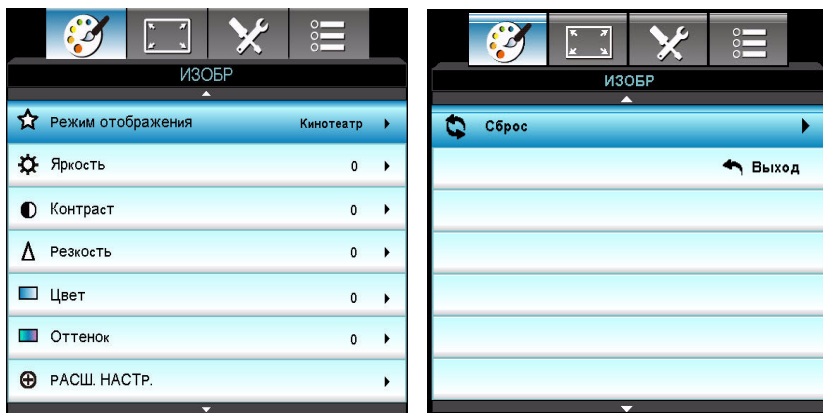 ИЗОБР
Режим отображения Кинотеатр
Яркость 0
Контраст 0
Резкость 0
Цвет 0
Оттенок 0
РАСШ. НАСТР.
ИЗОБР
Сброс
Выход